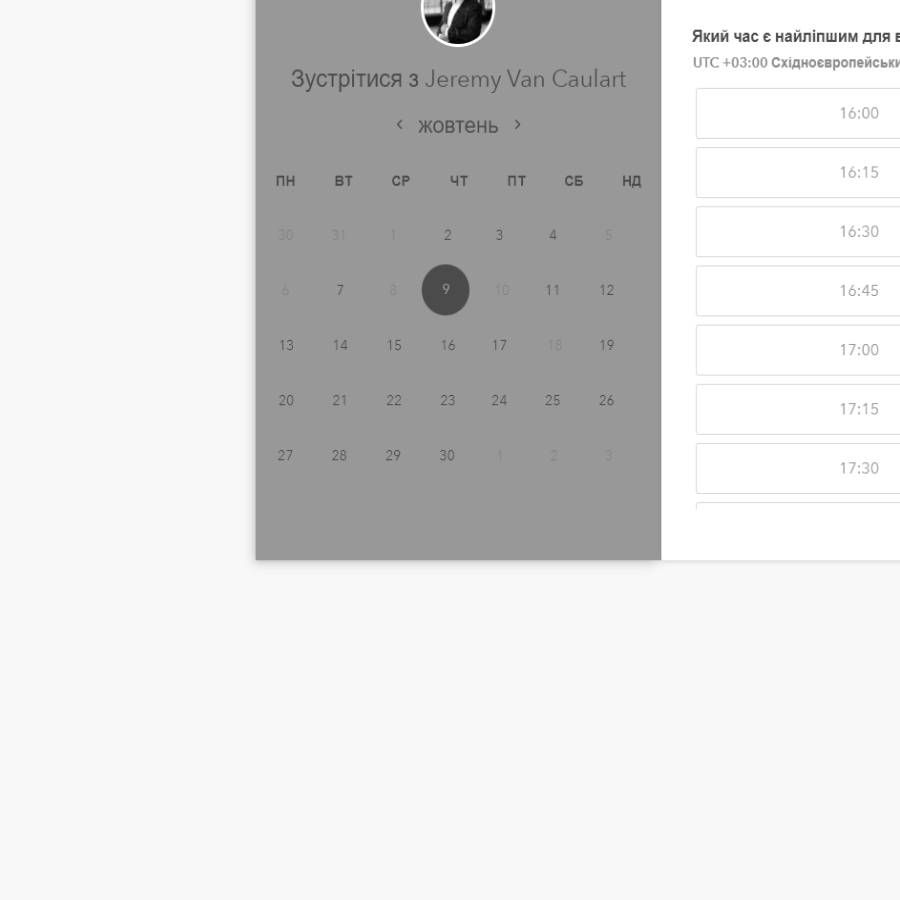 Зустрітися з Jeremy Van Caulart
‹ жовтень ›
ПН ВТ СР ЧТ ПТ СБ НД
30 31 1 2 3 4 5
6 7 8 9 10 11 12
13 14 15 16 17 18 19
20 21 22 23 24 25 26
27 28 29 30 1 2 3
Який час є найліпшим для
UTC +03:00 Східноєвропейськи
16:00
16:15
16:30
16:45
17:00
17:15
17:30